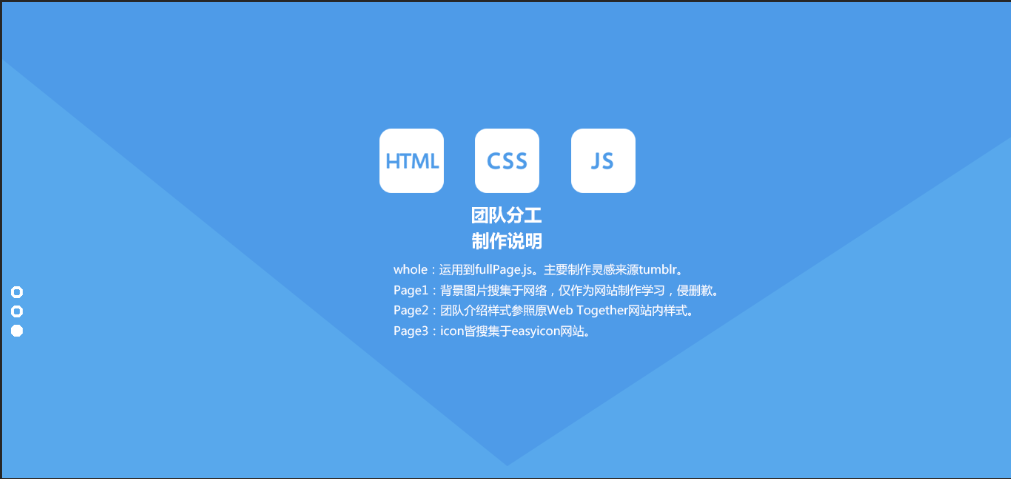 HTML CSS JS
团队分工
制作说明
whole：运用到fullPage.js。主要制作灵感来源tumblr。
Page1：背景图片搜集于网络，仅作为网站制作学习，侵删歉。
Page2：团队介绍样式参照原Web Together网站内样式。
Page3：icon皆搜集于easyicon网站。